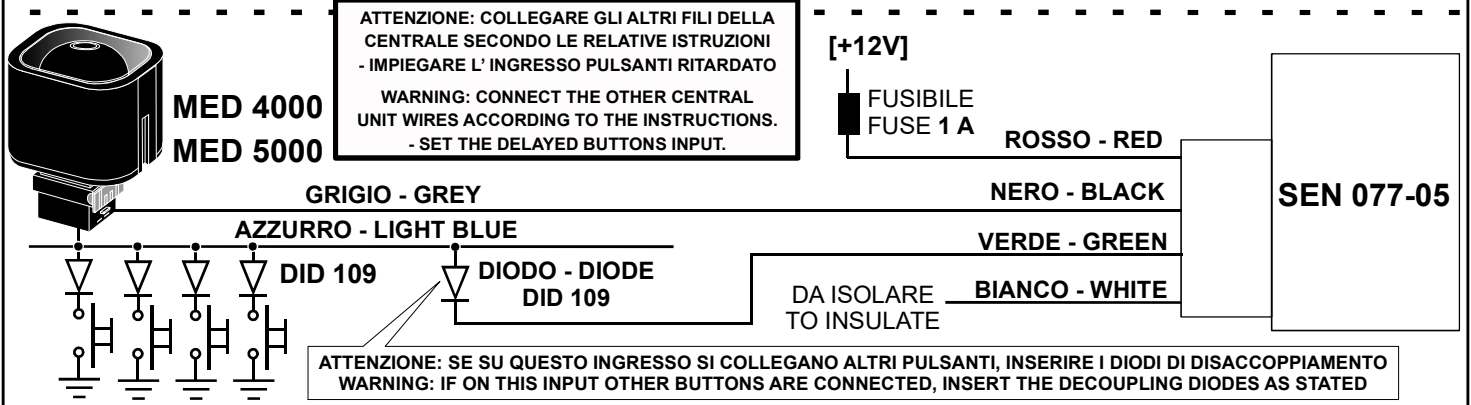 ATTENZIONE: COLLEGARE GLI ALTRI FILI DELLA
CENTRALE SECONDO LE RELATIVE ISTRUZIONI
- IMPIEGARE L' INGRESSO PULSANTI RITARDATO
WARNING: CONNECT THE OTHER CENTRAL
UNIT WIRES ACCORDING TO THE INSTRUCTIONS.
- SET THE DELAYED BUTTONS INPUT.
MED 4000
MED 5000
[+12V]
FUSIBILE
FUSE 1 A
ROSSO - RED
GRIGIO - GREY
NERO - BLACK
SEN 077-05
AZZURRO - LIGHT BLUE
VERDE - GREEN
DID 109
DIODO - DIODE
DID 109
DA ISOLARE
TO INSULATE
BIANCO - WHITE
ATTENZIONE: SE SU QUESTO INGRESSO SI COLLEGANO ALTRI PULSANTI, INSERIRE I DIODI DI DISACCOPPIAMENTO
WARNING: IF ON THIS INPUT OTHER BUTTONS ARE CONNECTED, INSERT THE DECOUPLING DIODES AS STATED